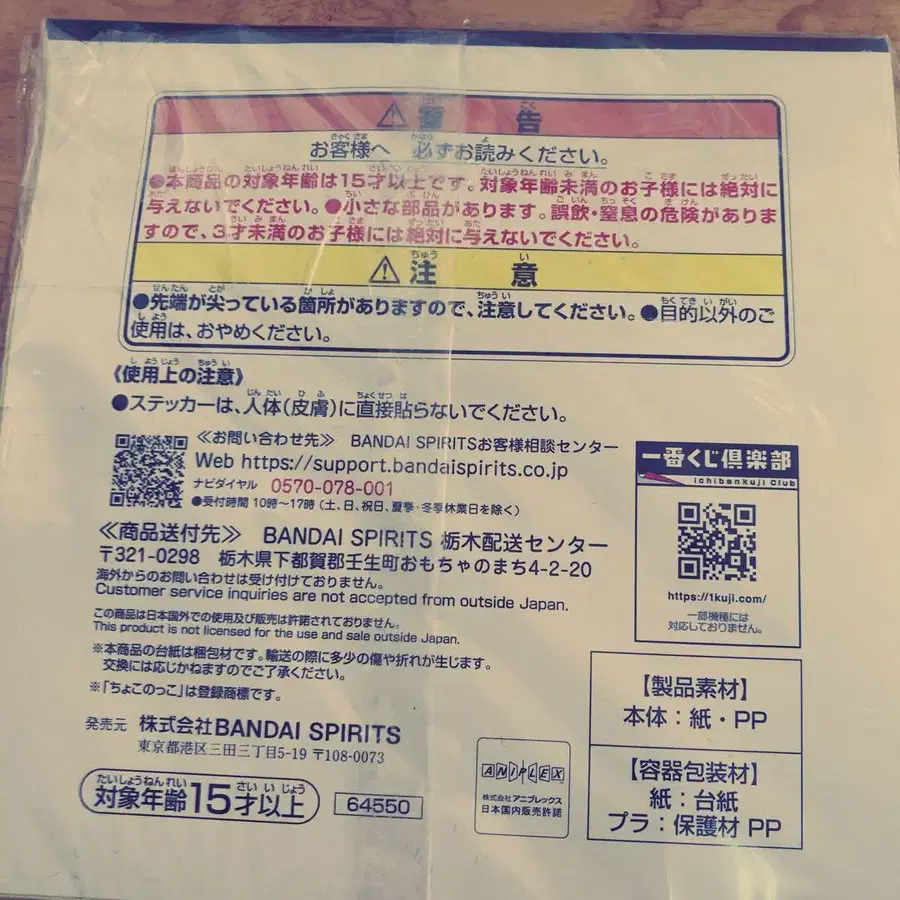 ⚠警告
お客様へ 必ずお読みください。
●本商品の対象年齢は15才以上です。対象年齢未満のお子様には絶対に
与えないでください。●小さな部品があります。誤飲・窒息の危険がありま
すので、3才未満のお子様には絶対に与えないでください。
⚠注意
●先端が尖っている箇所がありますので、注意してください。●目的以外のご
使用は、おやめください。
《使用上の注意》
●ステッカーは、人体(皮膚)に直接貼らないでください。
≪お問い合わせ先≫ BANDAI SPIRITSお客様相談センター
Web https://support.bandaispirits.co.jp
ナビダイヤル 0570-078-001
●受付時間 10時〜17時(土、日、祝日、夏季・冬季休業日を除く)
≪商品送付先≫ BANDAI SPIRITS 栃木配送センター
〒321-0298 栃木県下都賀郡壬生町おもちゃのまち4-2-20
海外からのお問い合わせは受け付けておりません。
Customer service inquiries are not accepted from outside Japan.
この商品は日本国外での使用及び販売は許諾されておりません。
This product is not licensed for the use and sale outside Japan.
※本商品の台紙は梱包材です。輸送の際に多少の傷や折れが生じます。
交換には応じかねますのでご了承ください。
※「ちょこのっこ」は登録商標です。
発売元 株式会社BANDAI SPIRITS
東京都港区三田三丁目5-19 〒108-0073
対象年齢15才以上
64550
一番くじ倶楽部
ichibankuji Club
https://1kuji.com/
一部機種には
対応しておりません。
【製品素材】
本体：紙・PP
【容器包装材】
紙：台紙
プラ：保護材 PP
ANIPLEX
株式会社アニプレックス
日本国内販売許諾